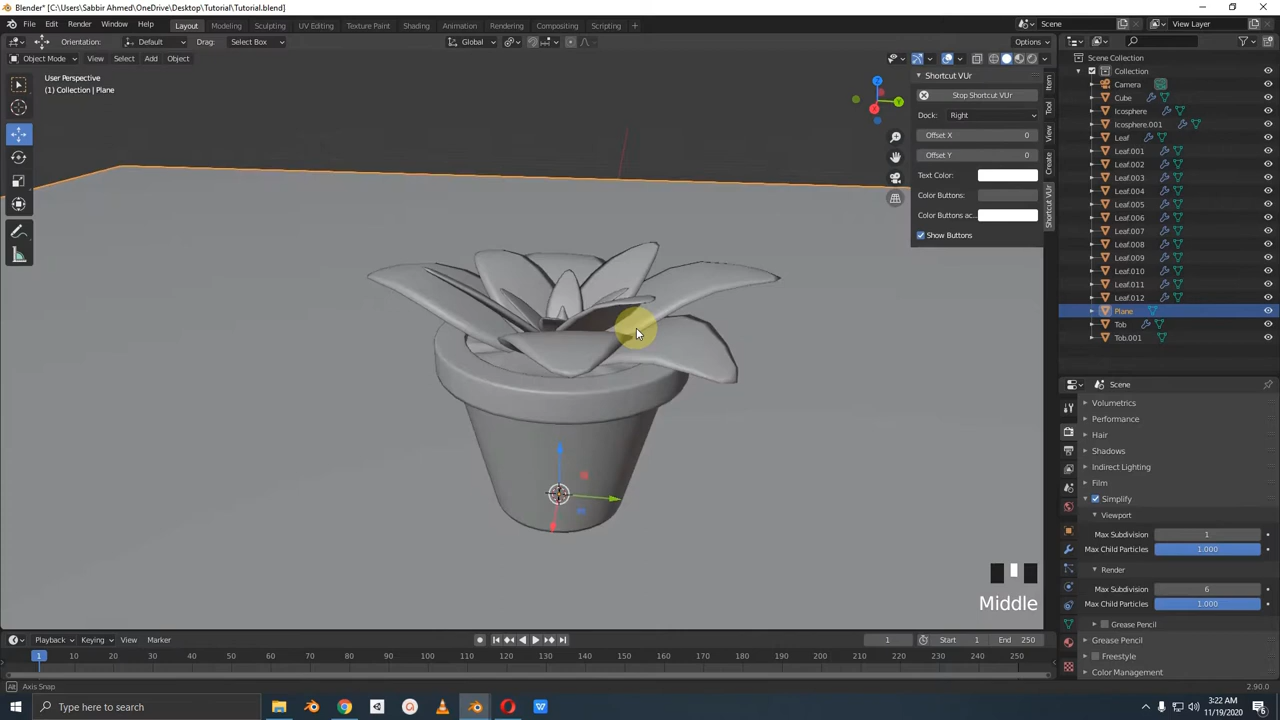 Blender* [C:\Users\Sabbir Ahmed\OneDrive\Desktop\Tutorial\Tutorial.blend]
File Edit Render Window Help Layout Modeling Sculpting UV Editing Texture Paint Shading Animation Rendering Compositing Scripting + Scene View Layer
Orientation: Default Drag: Select Box Global Options
Object Mode View Select Add Object
User Perspective
(1) Collection | Plane
Z
Y
X
Shortcut VUr
Stop Shortcut VUr
Dock: Right
Offset X 0
Offset Y 0
Text Color:
Color Buttons:
Color Buttons ac...
Show Buttons
Item
Tool
View
Create
Shortcut VUr
Scene Collection
Collection
Camera
Cube
Icosphere
Icosphere.001
Leaf
Leaf.001
Leaf.002
Leaf.003
Leaf.004
Leaf.005
Leaf.006
Leaf.007
Leaf.008
Leaf.009
Leaf.010
Leaf.011
Leaf.012
Plane
Tob
Tob.001
Scene
Volumetrics
Performance
Hair
Shadows
Indirect Lighting
Film
Simplify
Viewport
Max Subdivision 1
Max Child Particles 1.000
Render
Max Subdivision 6
Max Child Particles 1.000
Grease Pencil
Grease Pencil
Freestyle
Color Management
Middle
Playback Keying View Marker 1 Start 1 End 250
1 10 20 30 40 50 60 70 80 90 100 110 120 130 140 150 160 170 180 190 200 210 220 230 240 250
Alt Axis Snap 2.90.0
Type here to search
3:22 AM
11/19/2020
6